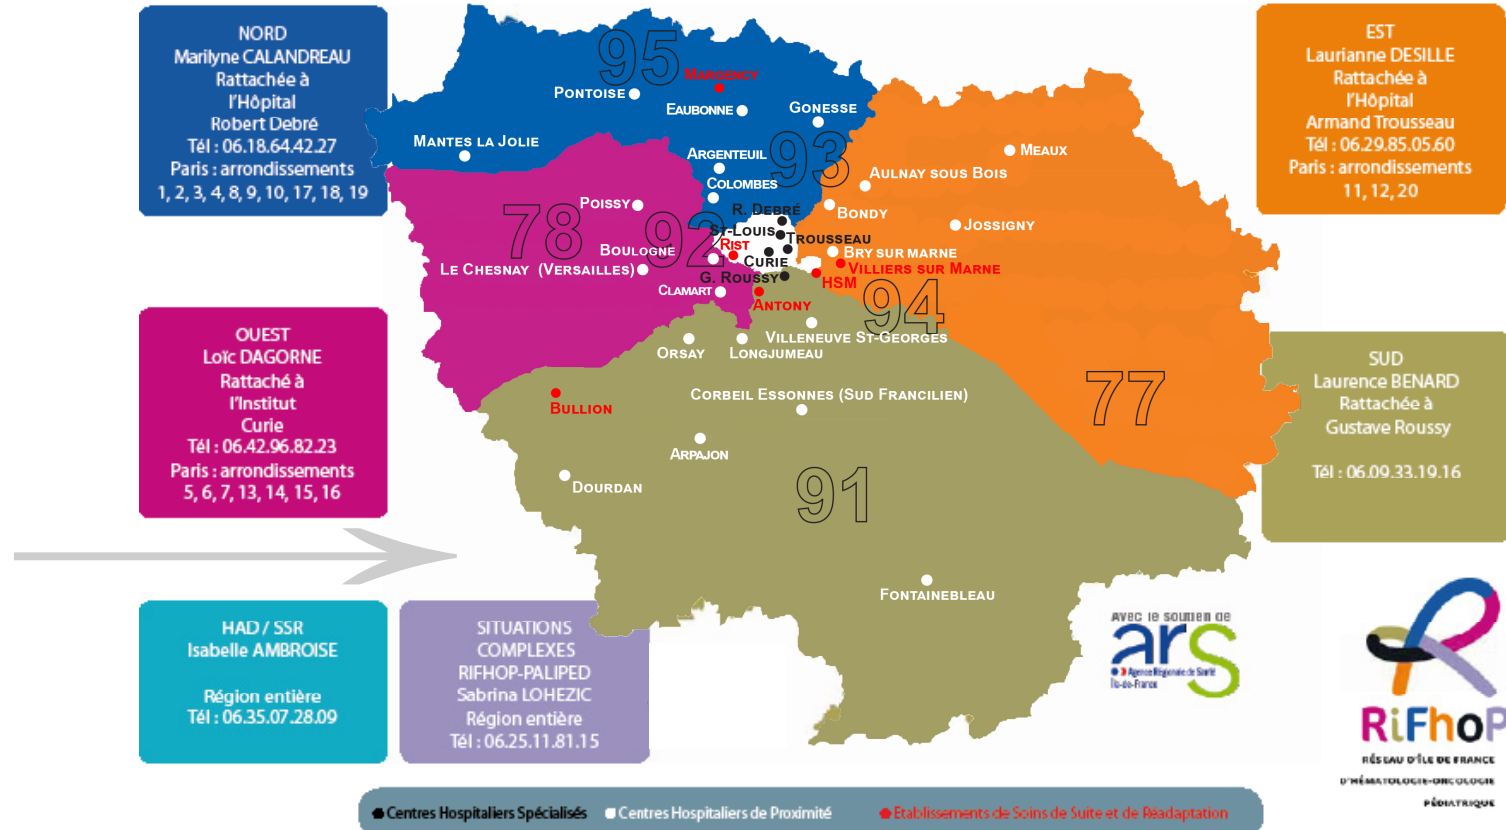 NORD
Marilyne CALANDREAU
Rattachée à
l'Hôpital
Robert Debré
Tél : 06.18.64.42.27
Paris : arrondissements
1, 2, 3, 4, 8, 9, 10, 17, 18, 19
EST
Laurianne DESILLE
Rattachée à
l'Hôpital
Armand Trousseau
Tél : 06.29.85.05.60
Paris : arrondissements
11, 12, 20
95
MARGENCY
PONTOISE
EAUBONNE
GONESSE
MANTES LA JOLIE
ARGENTEUIL
93
COLOMBES
MEAUX
AULNAY SOUS BOIS
BONDY
JOSSIGNY
POISSY
78
92
R. DEBRÉ
ST-LOUIS
RIST
TROUSSEAU
BOULOGNE
CURIE
BRY SUR MARNE
LE CHESNAY (VERSAILLES)
VILLIERS SUR MARNE
G. ROUSSY
HSM
CLAMART
ANTONY
94
VILLENEUVE ST-GEORGES
ORSAY
LONGJUMEAU
77
BULLION
CORBEIL ESSONNES (SUD FRANCILIEN)
ARPAJON
DOURDAN
91
FONTAINEBLEAU
OUEST
Loïc DAGORNE
Rattaché à
l'Institut
Curie
Tél : 06.42.96.82.23
Paris : arrondissements
5, 6, 7, 13, 14, 15, 16
SUD
Laurence BENARD
Rattachée à
Gustave Roussy
Tél : 06.09.33.19.16
HAD / SSR
Isabelle AMBROISE
Région entière
Tél : 06.35.07.28.09
SITUATIONS
COMPLEXES
RIFHOP-PALIPED
Sabrina LOHEZIC
Région entière
Tél : 06.25.11.81.15
AVEC le soutien de
ars
Agence Régionale de Santé
Île-de-France
RiFhoP
RÉSEAU D'ÎLE DE FRANCE
D'HÉMATOLOGIE-ONCOLOGIE
PÉDIATRIQUE
Centres Hospitaliers Spécialisés
Centres Hospitaliers de Proximité
Etablissements de Soins de Suite et de Réadaptation